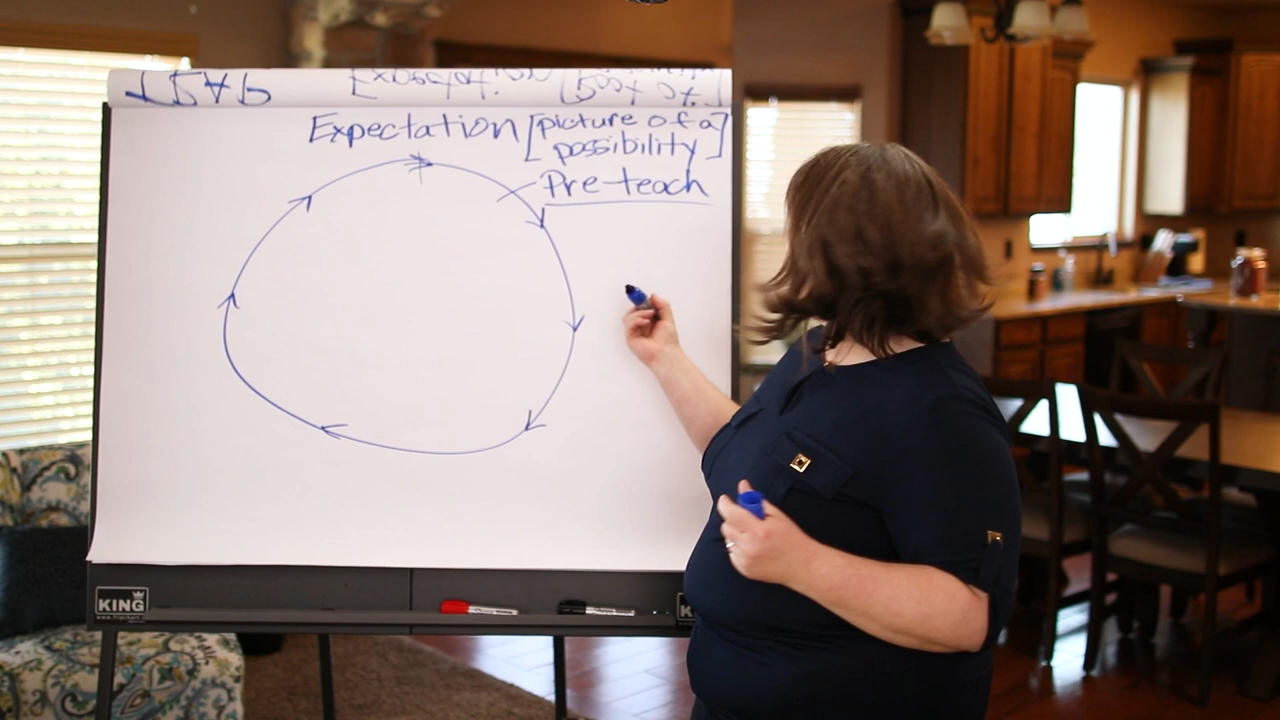 Expectation [picture of a
possibility]
Pre-teach
KING
K